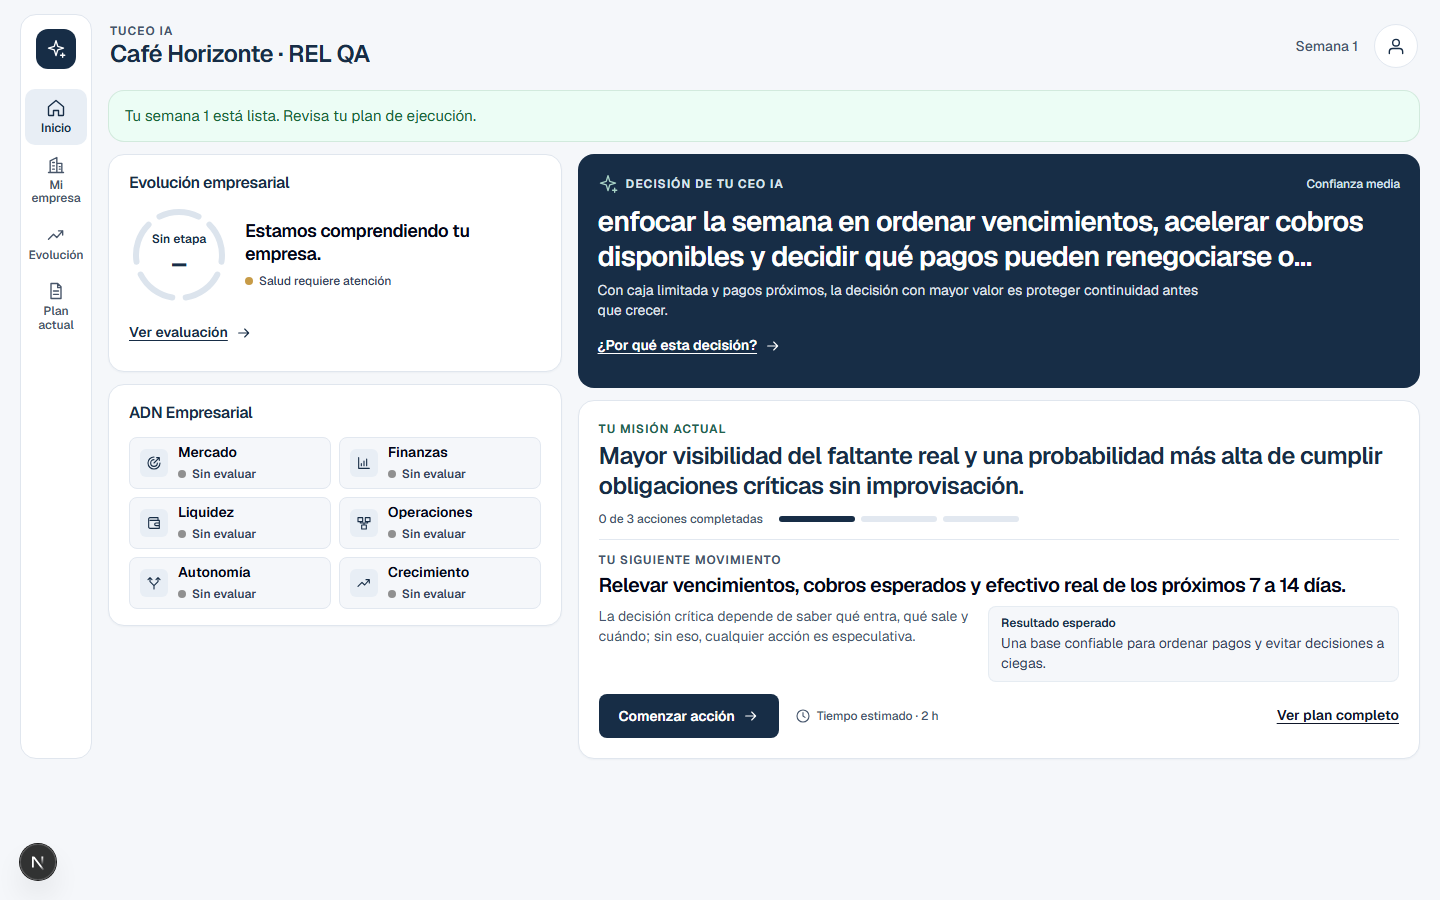 TUCEO IA
Café Horizonte · REL QA
Semana 1
Inicio
Mi
empresa
Evolución
Plan
actual
Tu semana 1 está lista. Revisa tu plan de ejecución.
Evolución empresarial
Sin etapa
–
Estamos comprendiendo tu
empresa.
Salud requiere atención
Ver evaluación
ADN Empresarial
Mercado
Sin evaluar
Finanzas
Sin evaluar
Liquidez
Sin evaluar
Operaciones
Sin evaluar
Autonomía
Sin evaluar
Crecimiento
Sin evaluar
DECISIÓN DE TU CEO IA
Confianza media
enfocar la semana en ordenar vencimientos, acelerar cobros
disponibles y decidir qué pagos pueden renegociarse o...
Con caja limitada y pagos próximos, la decisión con mayor valor es proteger continuidad antes
que crecer.
¿Por qué esta decisión?
TU MISIÓN ACTUAL
Mayor visibilidad del faltante real y una probabilidad más alta de cumplir
obligaciones críticas sin improvisación.
0 de 3 acciones completadas
TU SIGUIENTE MOVIMIENTO
Relevar vencimientos, cobros esperados y efectivo real de los próximos 7 a 14 días.
La decisión crítica depende de saber qué entra, qué sale y
cuándo; sin eso, cualquier acción es especulativa.
Resultado esperado
Una base confiable para ordenar pagos y evitar decisiones a
ciegas.
Comenzar acción
Tiempo estimado · 2 h
Ver plan completo
N